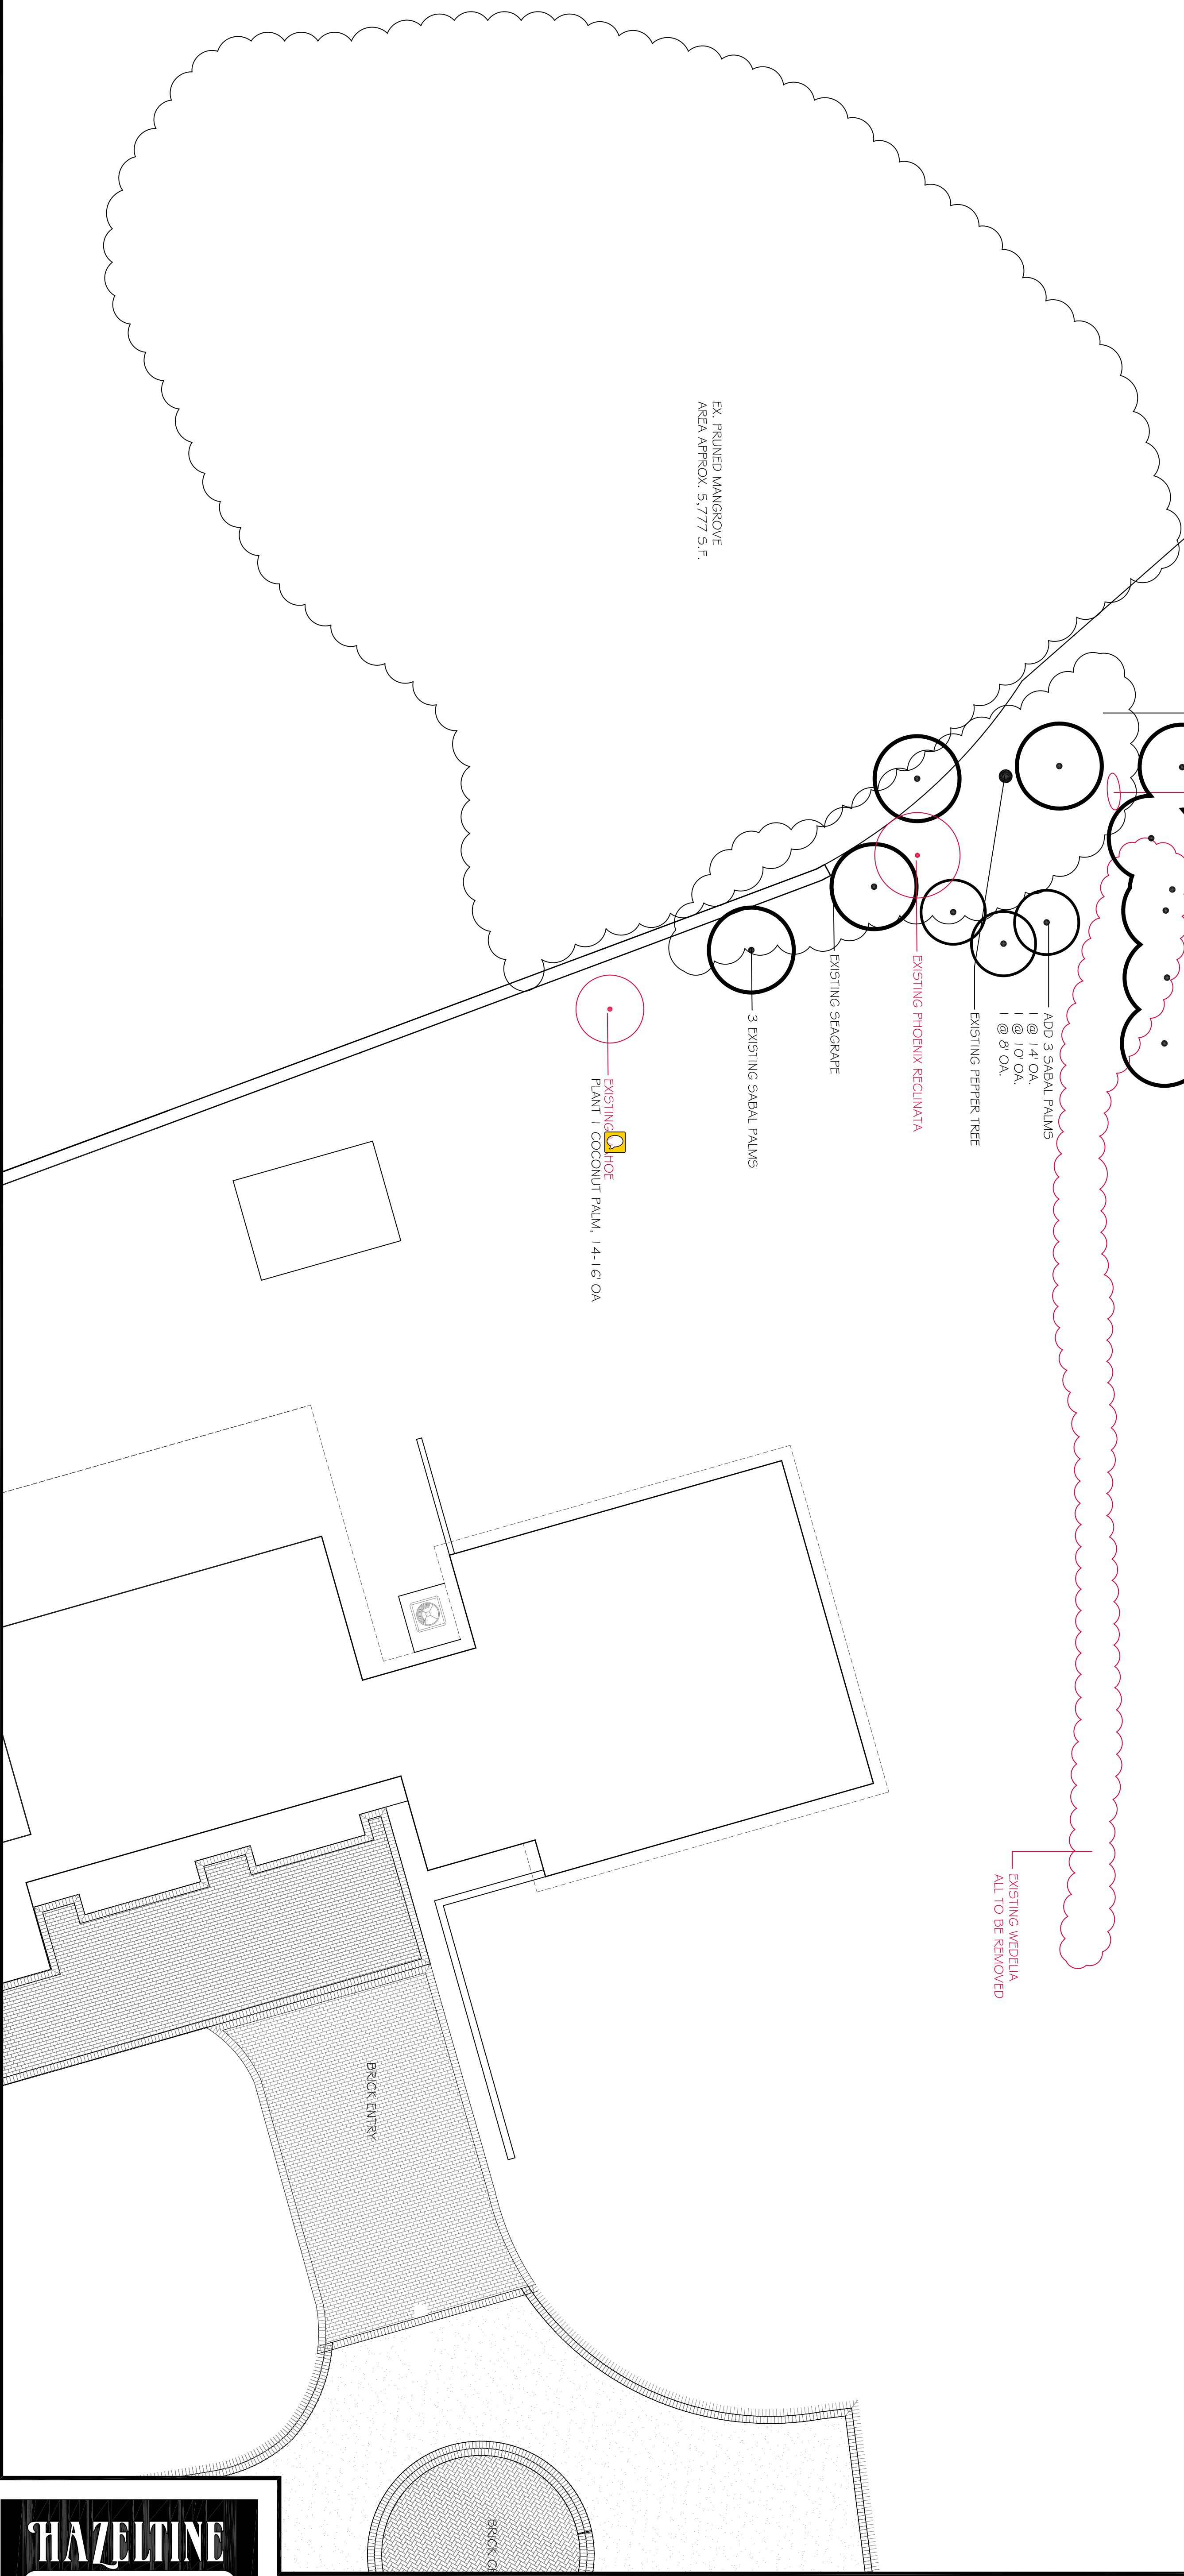 EX. PRUNED MANGROVE
AREA APPROX. 5,777 S.F.
ADD 3 SABAL PALMS
1 @ 14' OA.
1 @ 10' OA.
1 @ 8' OA.
EXISTING PEPPER TREE
EXISTING PHOENIX RECLINATA
EXISTING SEAGRAPE
3 EXISTING SABAL PALMS
EXISTING
PLANT 1 COCONUT PALM, 14-16' OA
EXISTING WEDELIA
ALL TO BE REMOVED
BRICK ENTRY
BRICK
HAZELTINE